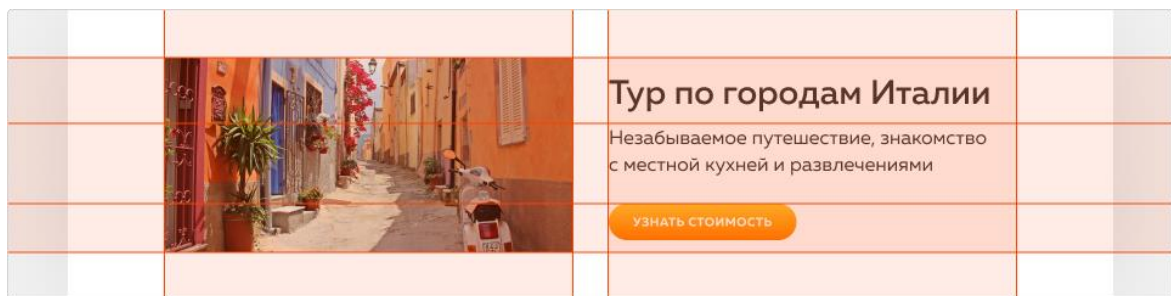 Тур по городам Италии
Незабываемое путешествие, знакомство
с местной кухней и развлечениями
УЗНАТЬ СТОИМОСТЬ